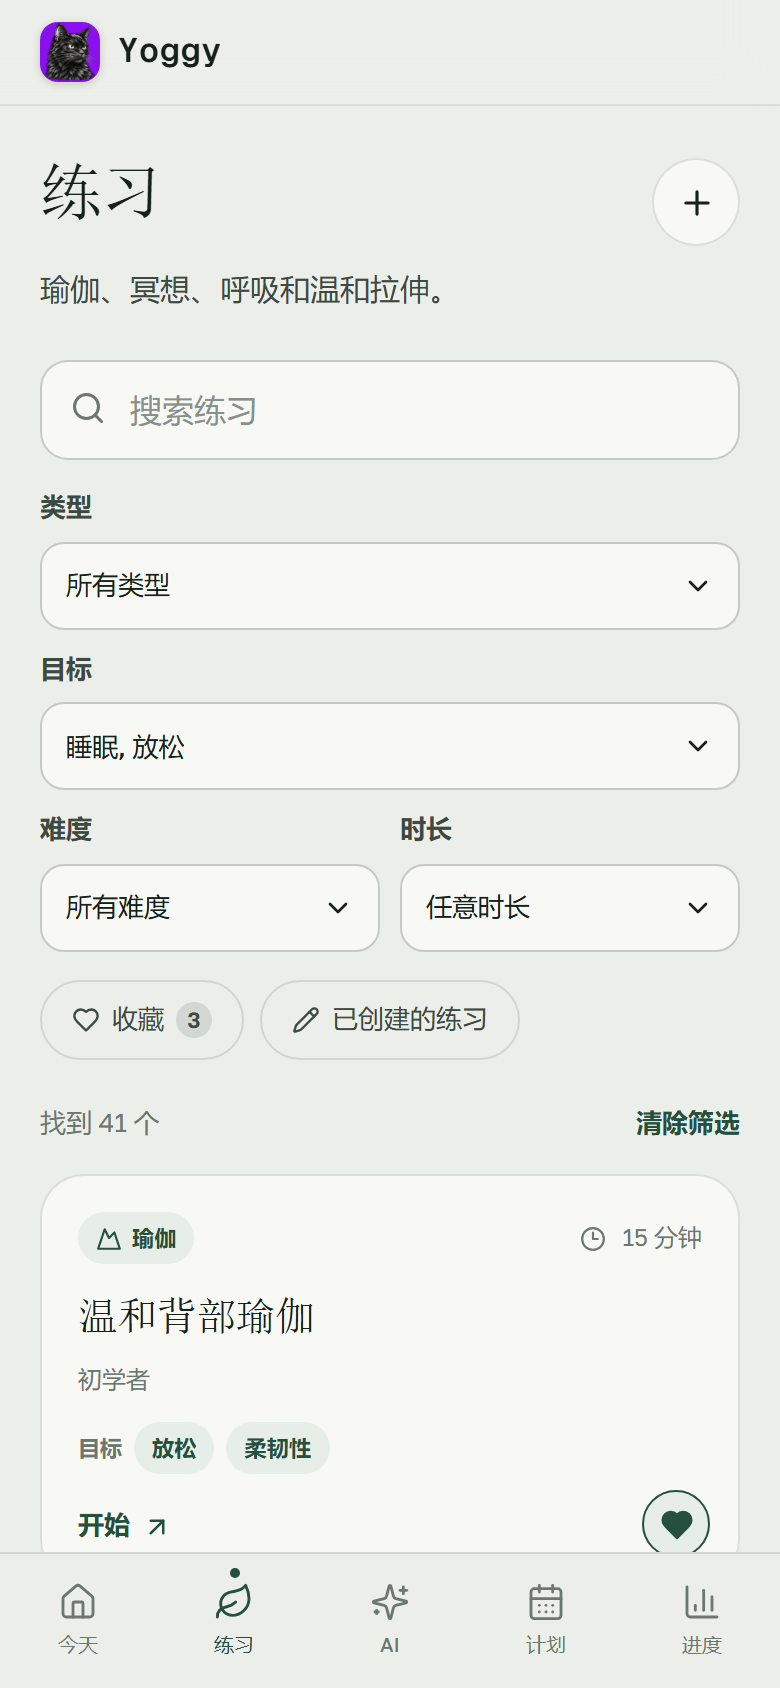 Yoggy
练习
瑜伽、冥想、呼吸和温和拉伸。
搜索练习
类型
所有类型
目标
睡眠, 放松
难度
时长
所有难度
任意时长
收藏 3
已创建的练习
找到 41 个
清除筛选
瑜伽
15 分钟
温和背部瑜伽
初学者
目标 放松 柔韧性
开始
今天
练习
AI
计划
进度